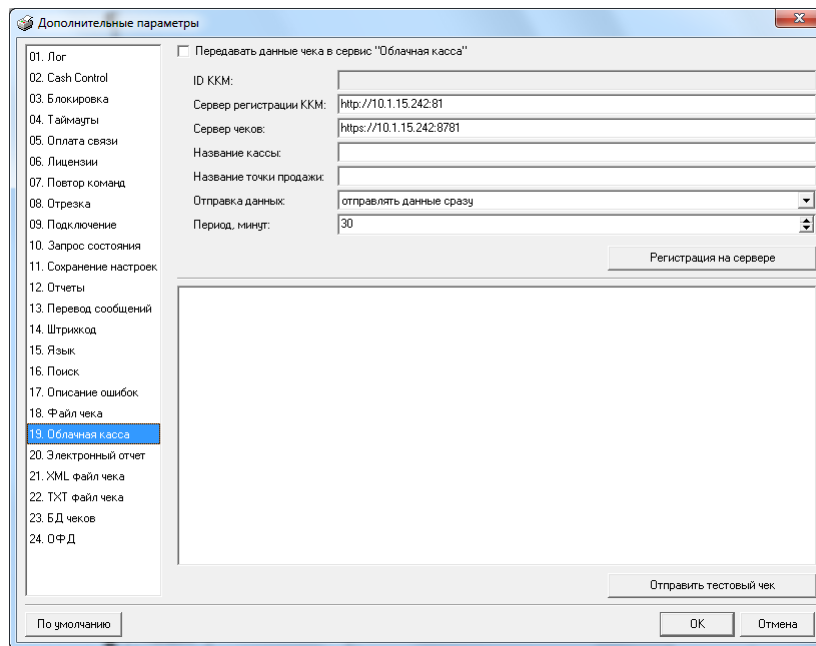 Дополнительные параметры
01. Лог
02. Cash Control
03. Блокировка
04. Таймауты
05. Оплата связи
06. Лицензии
07. Повтор команд
08. Отрезка
09. Подключение
10. Запрос состояния
11. Сохранение настроек
12. Отчеты
13. Перевод сообщений
14. Штрихкод
15. Язык
16. Поиск
17. Описание ошибок
18. Файл чека
19. Облачная касса
20. Электронный отчет
21. XML файл чека
22. TXT файл чека
23. БД чеков
24. ОФД
Передавать данные чека в сервис "Облачная касса"
ID ККМ:
Сервер регистрации ККМ: http://10.1.15.242:81
Сервер чеков: https://10.1.15.242:8781
Название кассы:
Название точки продажи:
Отправка данных: отправлять данные сразу
Период, минут: 30
Регистрация на сервере
Отправить тестовый чек
По умолчанию
OK
Отмена